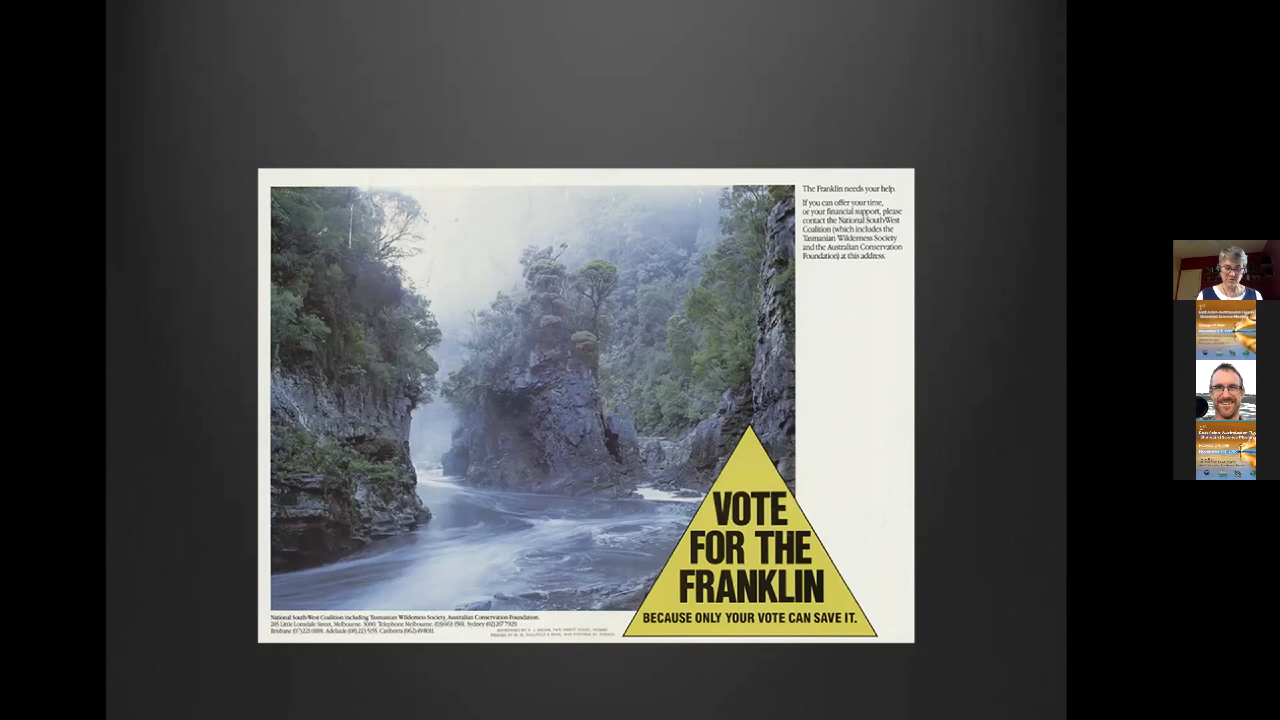 The Franklin needs your help.
If you can offer your time,
or your financial support, please
contact the National South-West
Coalition (which includes the
Tasmanian Wilderness Society
and the Australian Conservation
Foundation) at this address.
VOTE
FOR THE
FRANKLIN
BECAUSE ONLY YOUR VOTE CAN SAVE IT.
National South-West Coalition including Tasmanian Wilderness Society, Australian Conservation Foundation.
285 Little Lonsdale Street, Melbourne. 3000. Telephone Melbourne.
Brisbane Adelaide Canberra